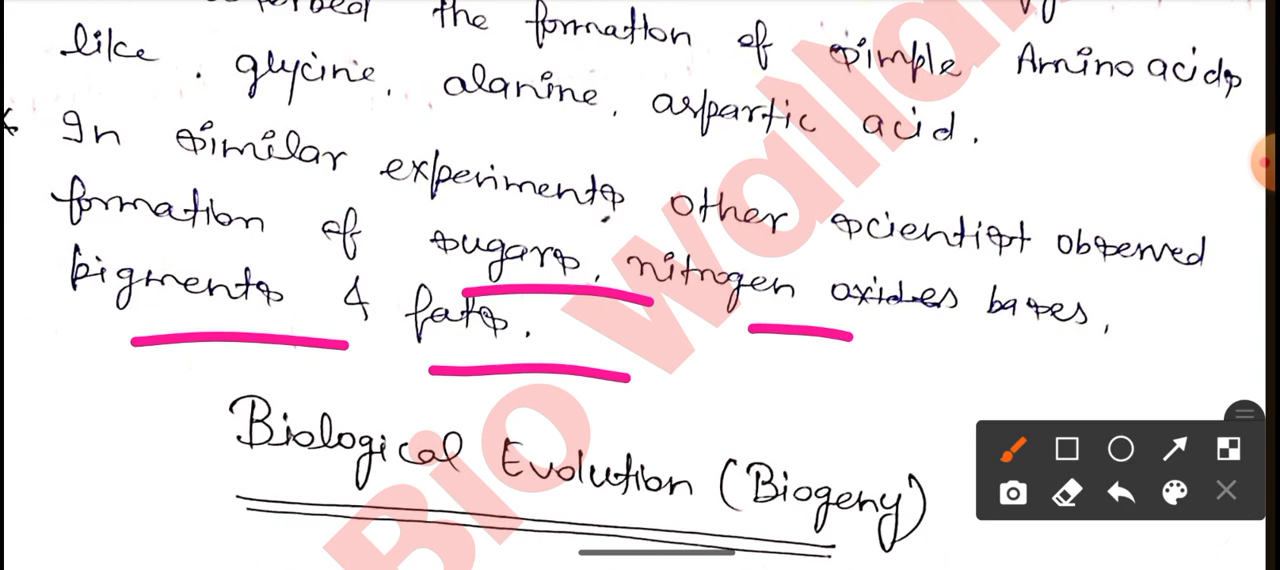 the formation of simple Amino acids
like . glycine, alanine, aspartic acid.
* In similar experiments other scientist observed
formation of sugars, nitrogen oxides bases,
pigments & fats.
Biological Evolution (Biogeny)
Bio Walla